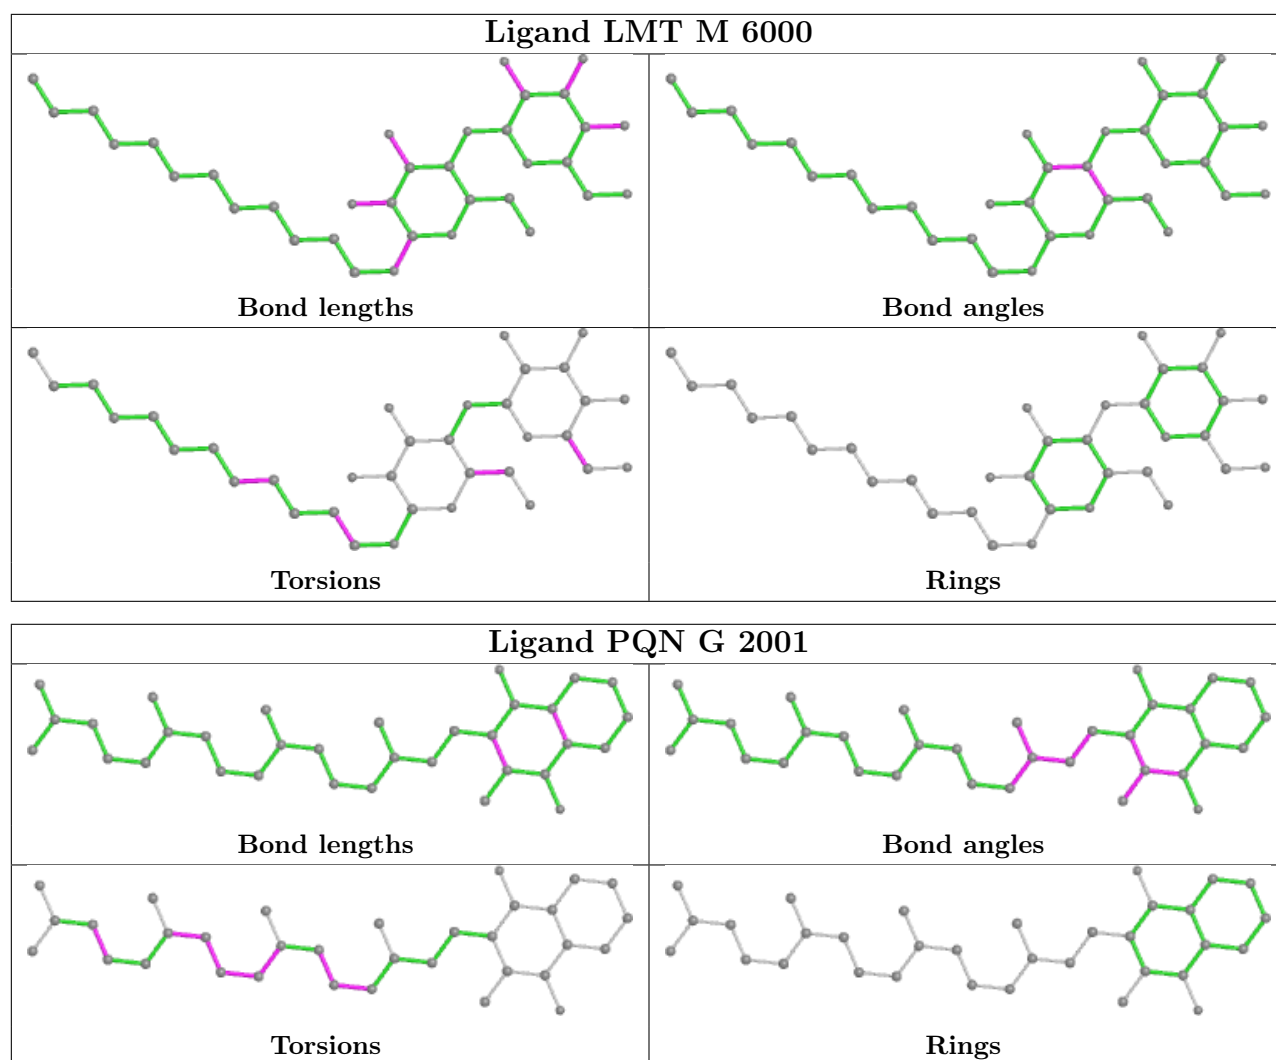 Ligand LMT M 6000
Bond lengths
Bond angles
Torsions
Rings
Ligand PQN G 2001
Bond lengths
Bond angles
Torsions
Rings